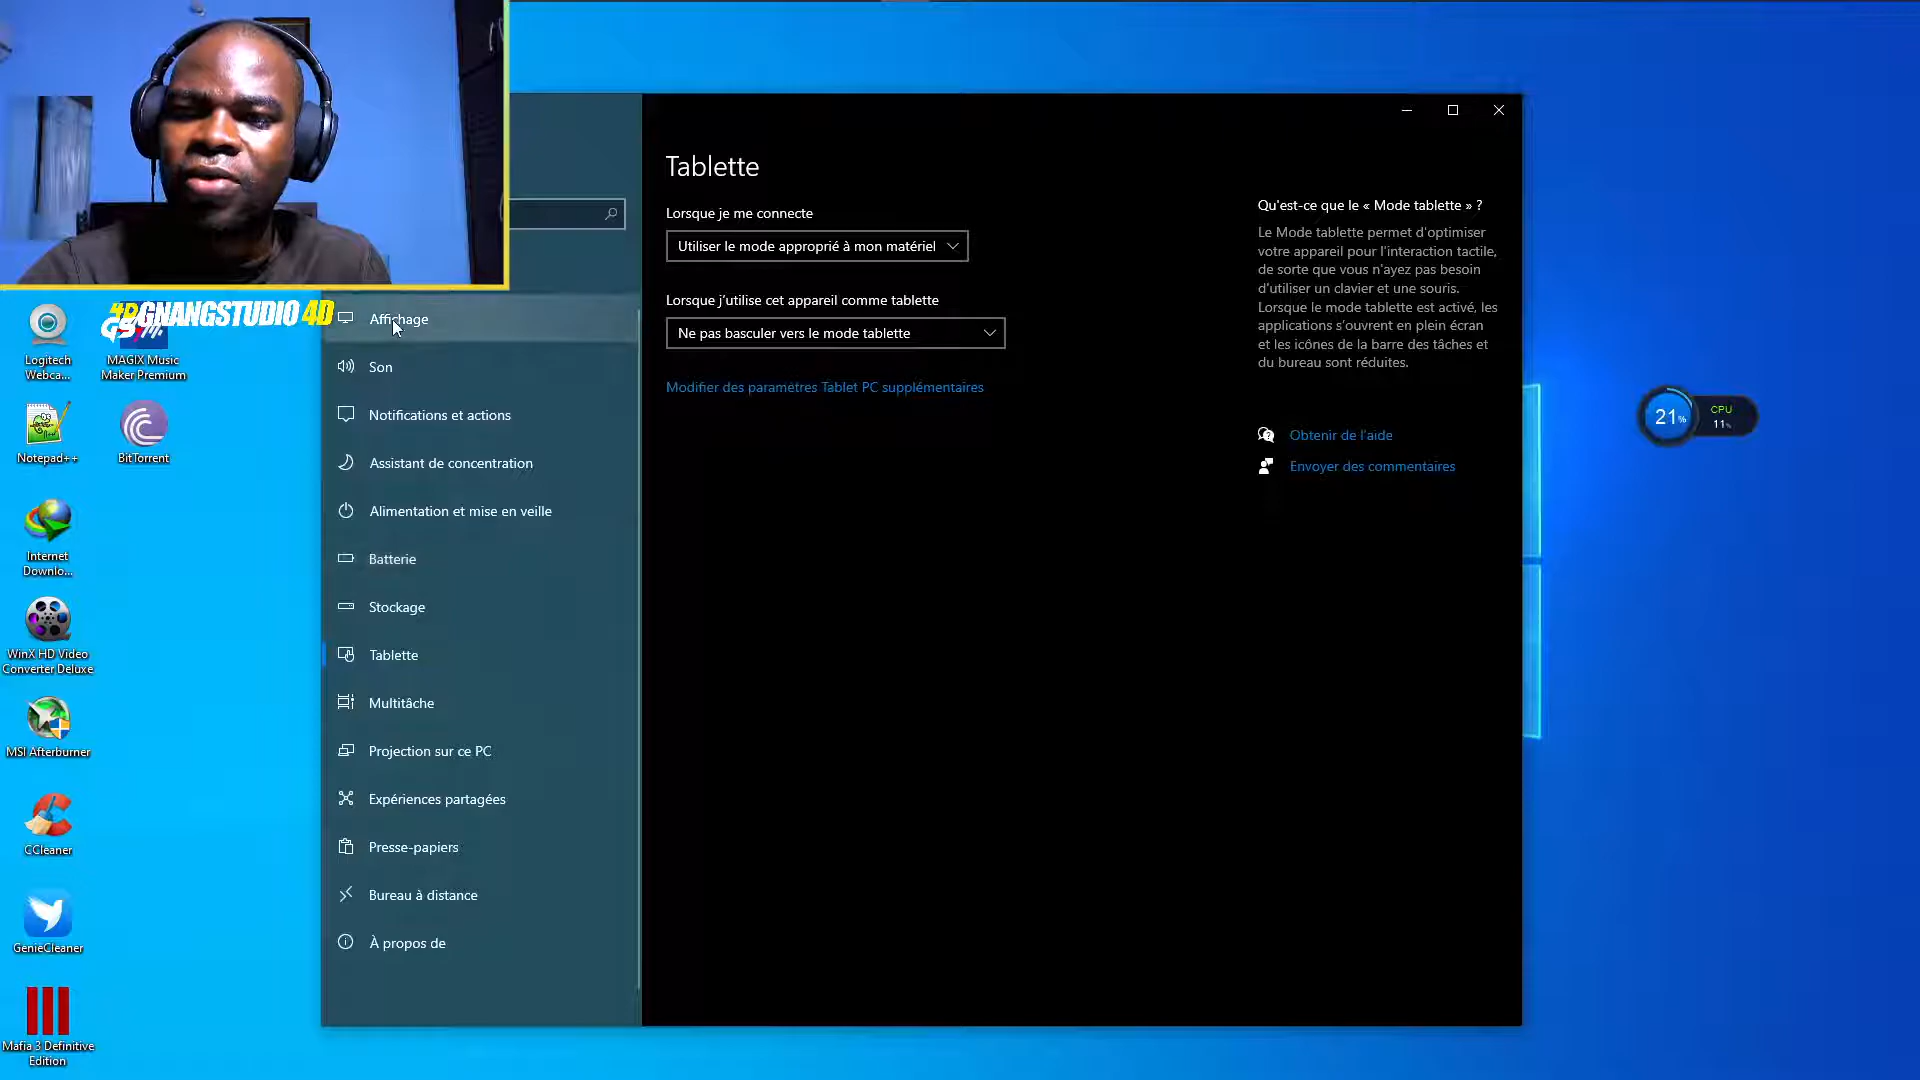 Tablette
Lorsque je me connecte
Utiliser le mode approprié à mon matériel
Lorsque j'utilise cet appareil comme tablette
Ne pas basculer vers le mode tablette
Modifier des paramètres Tablet PC supplémentaires
Qu'est-ce que le « Mode tablette » ?
Le Mode tablette permet d'optimiser
votre appareil pour l'interaction tactile,
de sorte que vous n'ayez pas besoin
d'utiliser un clavier et une souris.
Lorsque le mode tablette est activé, les
applications s'ouvrent en plein écran
et les icônes de la barre des tâches et
du bureau sont réduites.
Obtenir de l'aide
Envoyer des commentaires
Affichage
Son
Notifications et actions
Assistant de concentration
Alimentation et mise en veille
Batterie
Stockage
Tablette
Multitâche
Projection sur ce PC
Expériences partagées
Presse-papiers
Bureau à distance
À propos de
GNANGSTUDIO 4D
Logitech
Webca...
MAGIX Music
Maker Premium
Notepad++
BitTorrent
Internet
Downlo...
WinX HD Video
Converter Deluxe
MSI Afterburner
CCleaner
GenieCleaner
Mafia 3 Definitive
Edition
21%
CPU
11%